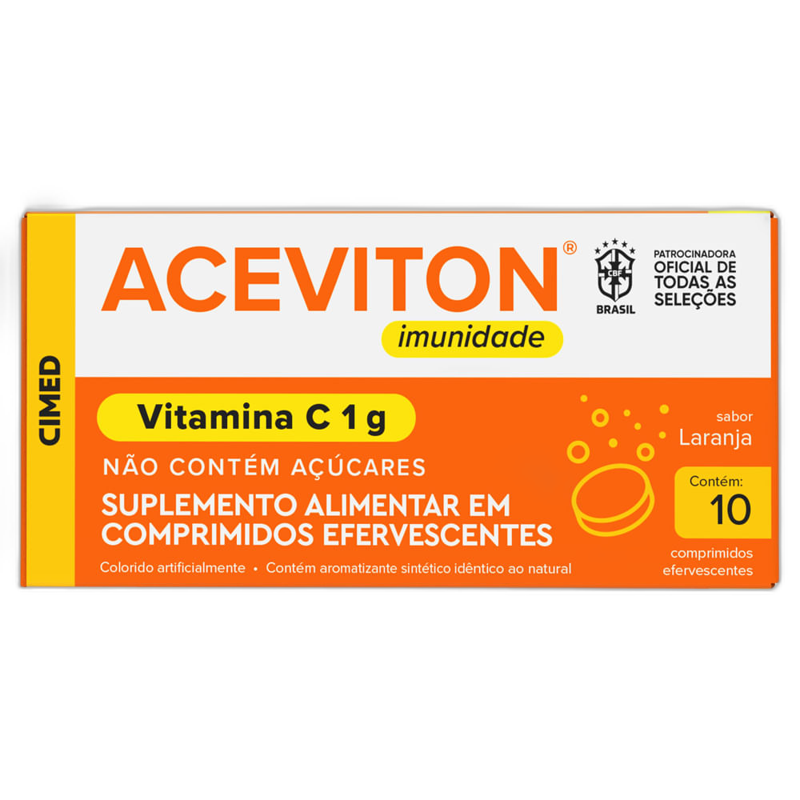 CIMED
ACEVITON®
imunidade
CBF
BRASIL
PATROCINADORA
OFICIAL DE
TODAS AS
SELEÇÕES
Vitamina C 1 g
NÃO CONTÉM AÇÚCARES
SUPLEMENTO ALIMENTAR EM
COMPRIMIDOS EFERVESCENTES
Colorido artificialmente • Contém aromatizante sintético idêntico ao natural
sabor
Laranja
Contém:
10
comprimidos
efervescentes